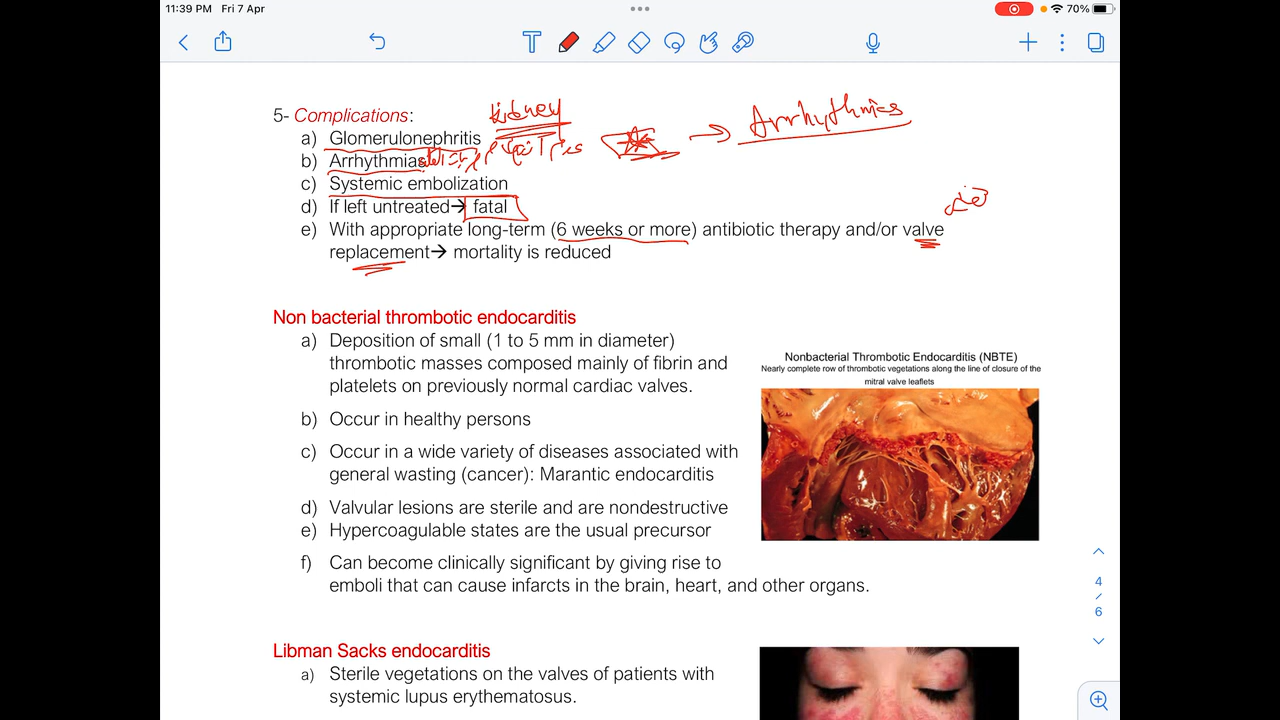 11:39 PM Fri 7 Apr
70%
5- Complications:
kidney
Arrhythmias
a) Glomerulonephritis
b) Arrhythmias
c) Systemic embolization
d) If left untreated→ fatal
e) With appropriate long-term (6 weeks or more) antibiotic therapy and/or valve
replacement→ mortality is reduced
Non bacterial thrombotic endocarditis
a) Deposition of small (1 to 5 mm in diameter)
thrombotic masses composed mainly of fibrin and
platelets on previously normal cardiac valves.
b) Occur in healthy persons
c) Occur in a wide variety of diseases associated with
general wasting (cancer): Marantic endocarditis
d) Valvular lesions are sterile and are nondestructive
e) Hypercoagulable states are the usual precursor
f) Can become clinically significant by giving rise to
emboli that can cause infarcts in the brain, heart, and other organs.
Nonbacterial Thrombotic Endocarditis (NBTE)
Nearly complete row of thrombotic vegetations along the line of closure of the
mitral valve leaflets
4
/
6
Libman Sacks endocarditis
a) Sterile vegetations on the valves of patients with
systemic lupus erythematosus.